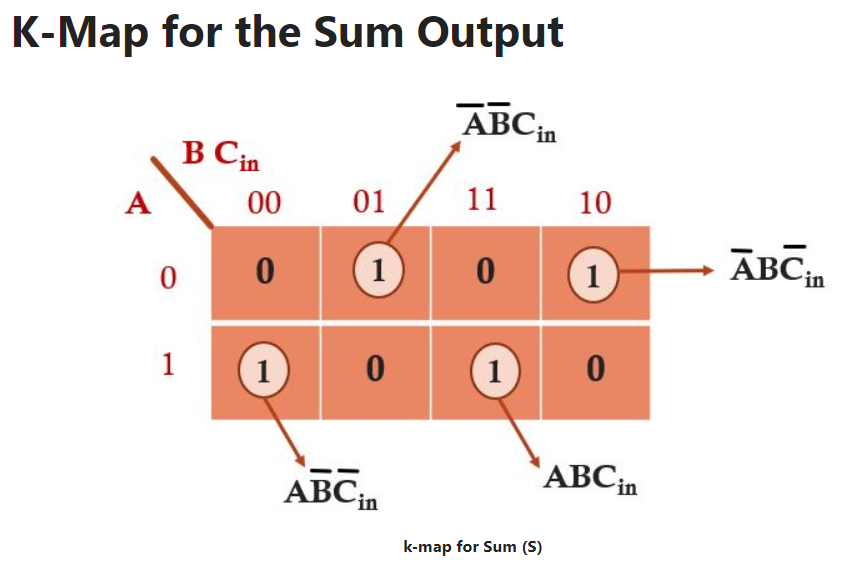 K-Map for the Sum Output
A̅B̅Cin
B Cin
A
00 01 11 10
0 0 1 0 1 A̅BC̅in
1 1 0 1 0
AB̅C̅in ABCin
k-map for Sum (S)